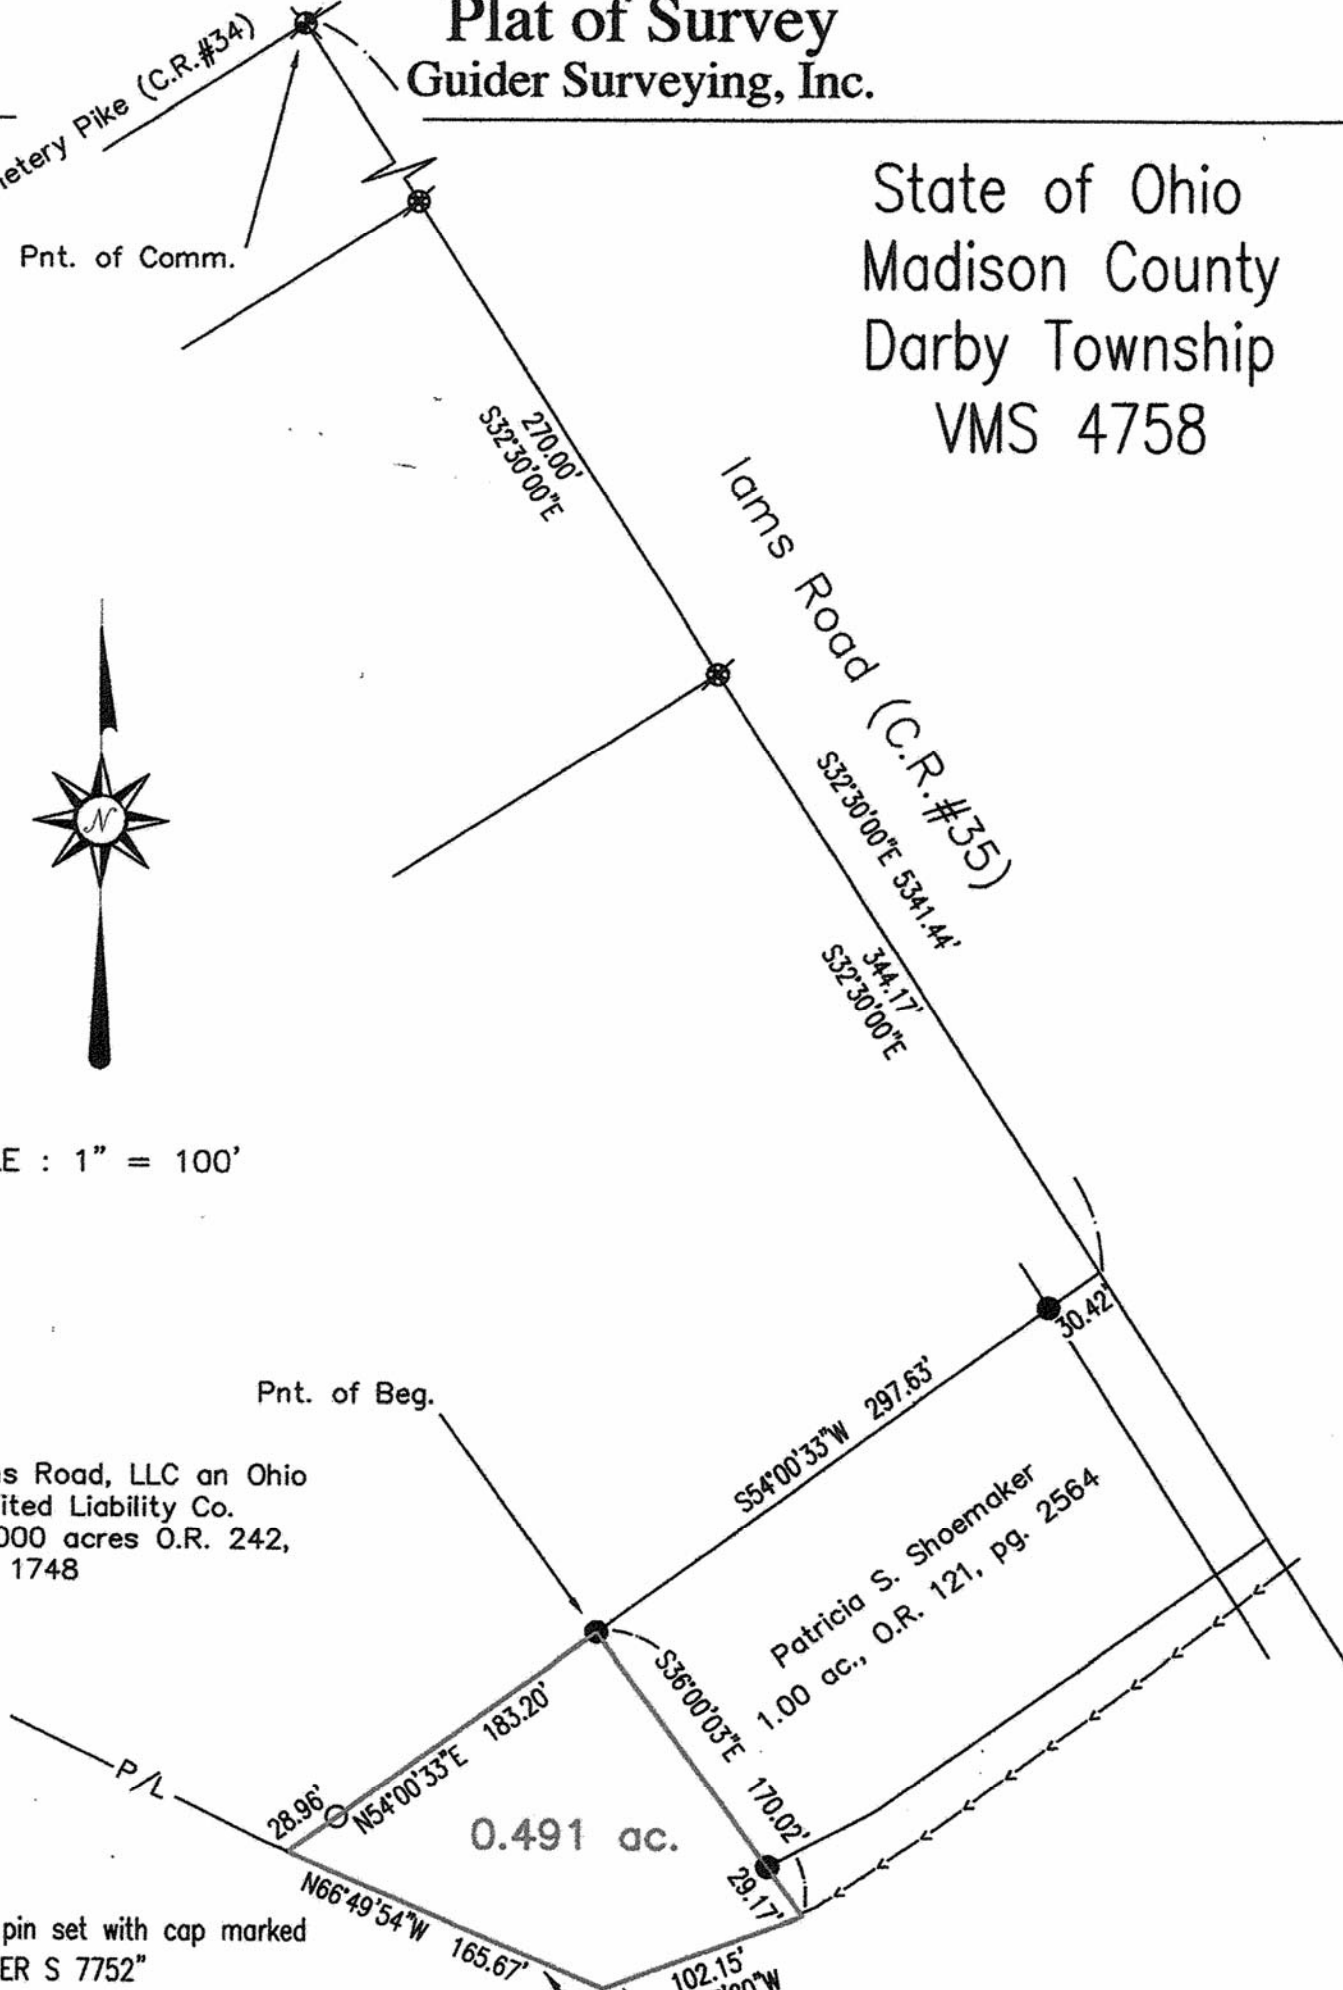 Plat of Survey
Guider Surveying, Inc.
Pike (C.R.#34)
Pnt. of Comm.
State of Ohio
Madison County
Darby Township
VMS 4758
270.00'
S32°30'00"E
Iams Road (C.R.#35)
S32°30'00"E 5341.44'
344.17'
S32°30'00"E
N
: 1" = 100'
30.42'
Pnt. of Beg.
S54°00'33"W 297.63'
Road, LLC an Ohio
Liability Co.
acres O.R. 242,
1748
Patricia S. Shoemaker
1.00 ac., O.R. 121, pg. 2564
S36°00'03"E 170.02'
N54°00'33"E 183.20'
P/L
28.96'
0.491 ac.
29.17'
N66°49'54"W 165.67'
pin set with cap marked
S 7752"
102.15'